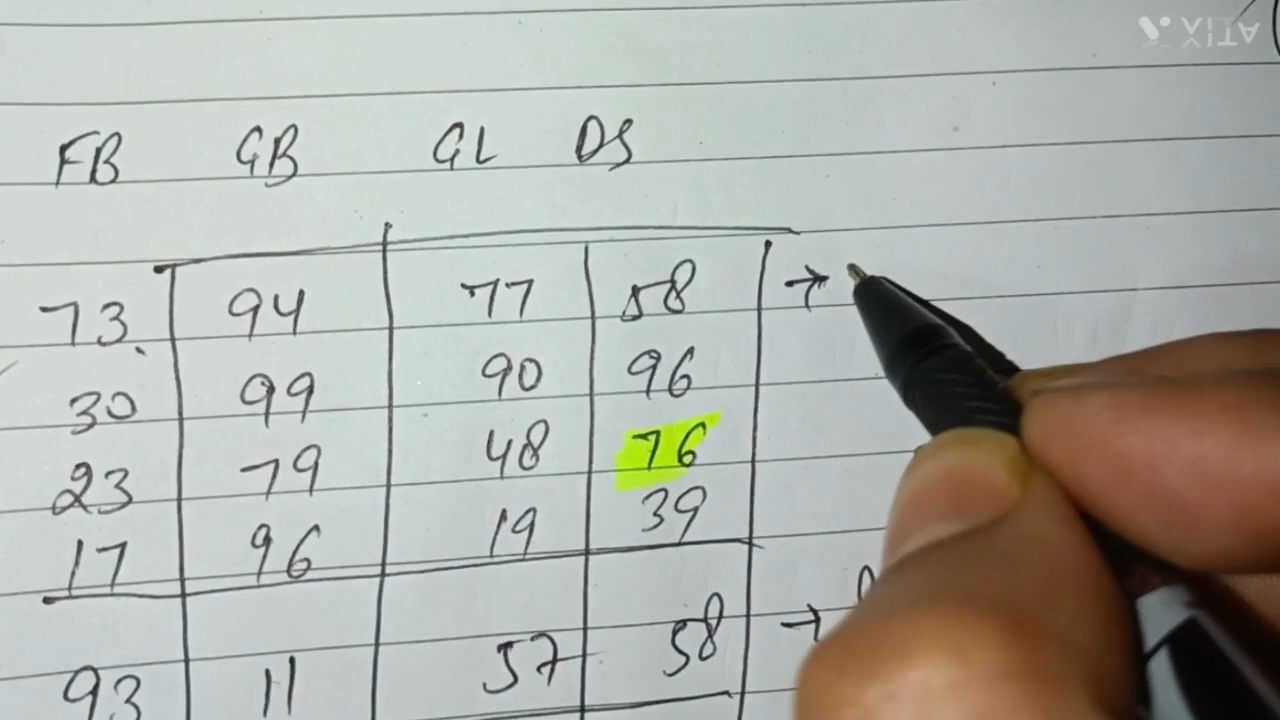 VITA
FB GB GL DS
73. 94 77 58 →
30 99 90 96
23 79 48 76
17 96 19 39
93 11 57 58 →